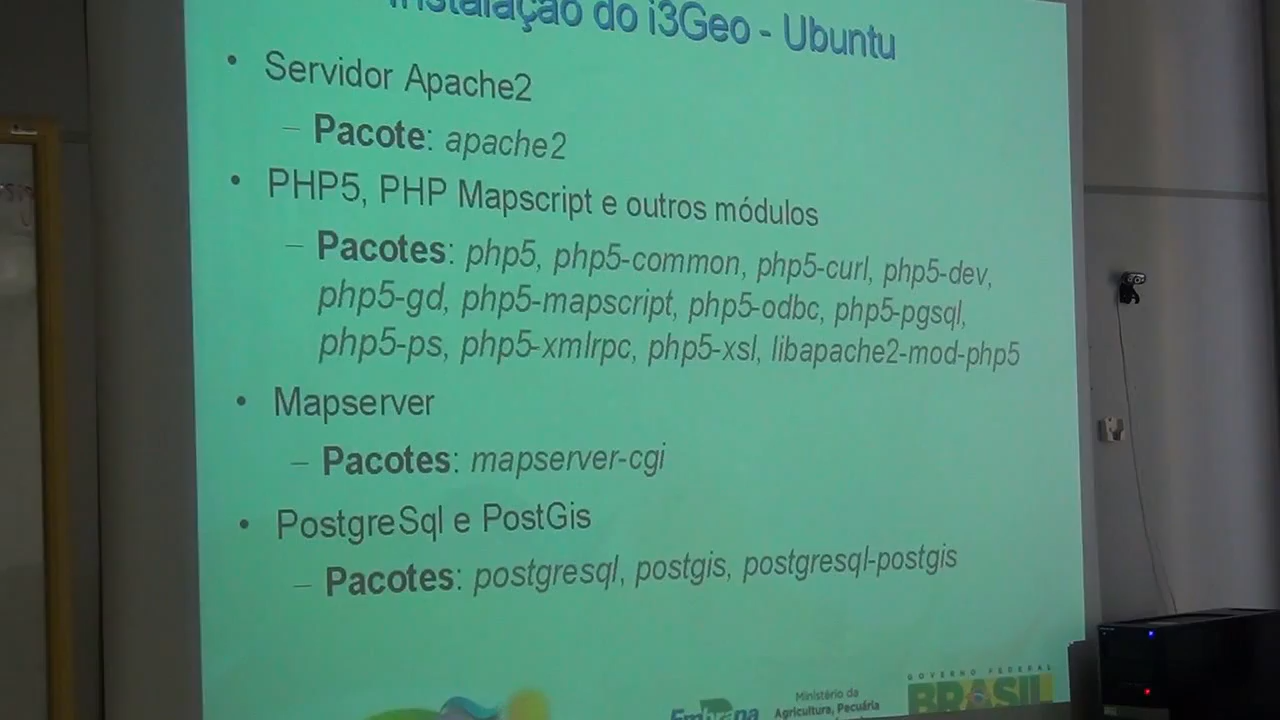 Instalação do i3Geo - Ubuntu
• Servidor Apache2
– Pacote: apache2
• PHP5, PHP Mapscript e outros módulos
– Pacotes: php5, php5-common, php5-curl, php5-dev,
php5-gd, php5-mapscript, php5-odbc, php5-pgsql,
php5-ps, php5-xmlrpc, php5-xsl, libapache2-mod-php5
• Mapserver
– Pacotes: mapserver-cgi
• PostgreSql e PostGis
– Pacotes: postgresql, postgis, postgresql-postgis
Embrapa
Ministério da
Agricultura, Pecuária
GOVERNO FEDERAL
BRASIL